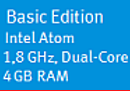 Basic Edition
Intel Atom
1,8 GHz, Dual-Core
4 GB RAM